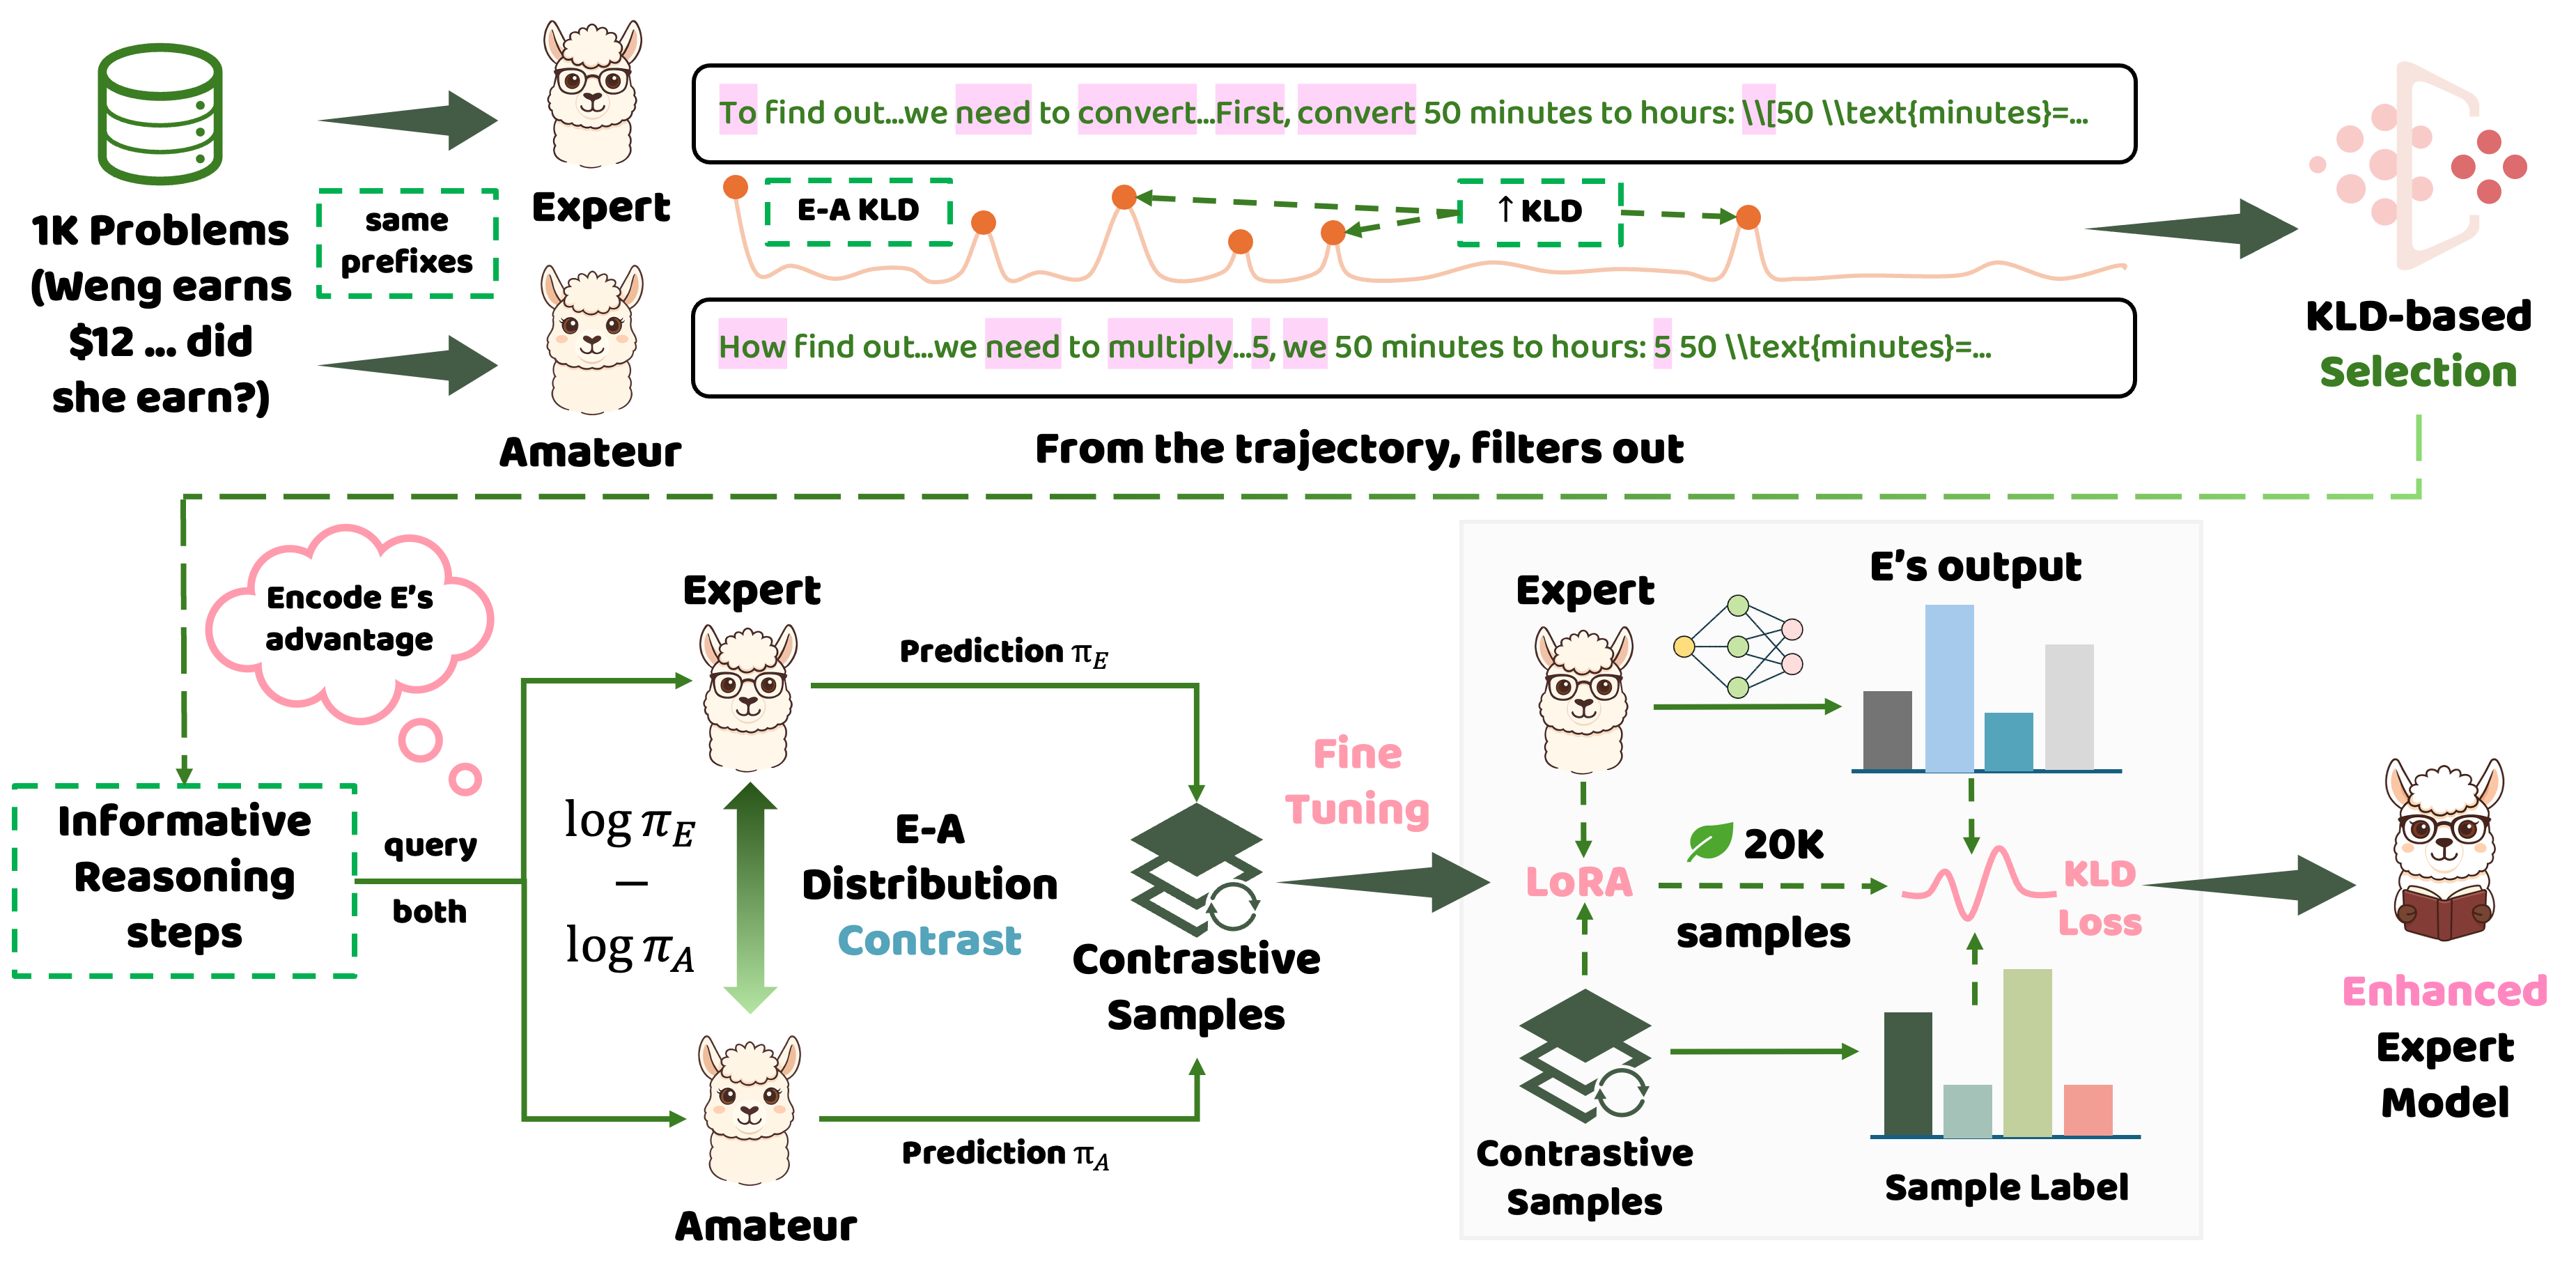 1K Problems
(Weng earns
$12 ... did
she earn?)
same
prefixes
Expert
Amateur
To find out...we need to convert...First, convert 50 minutes to hours: \\[50 \\text{minutes}=...
E-A KLD
↑KLD
How find out...we need to multiply...5, we 50 minutes to hours: 5 50 \\text{minutes}=...
KLD-based
Selection
From the trajectory, filters out
Encode E's
advantage
Informative
Reasoning
steps
query
both
Expert
log π_E
−
log π_A
Amateur
E-A
Distribution
Contrast
Prediction π_E
Prediction π_A
Contrastive
Samples
Fine
Tuning
Expert
E's output
LoRA
20K
samples
KLD
Loss
Contrastive
Samples
Sample Label
Enhanced
Expert
Model